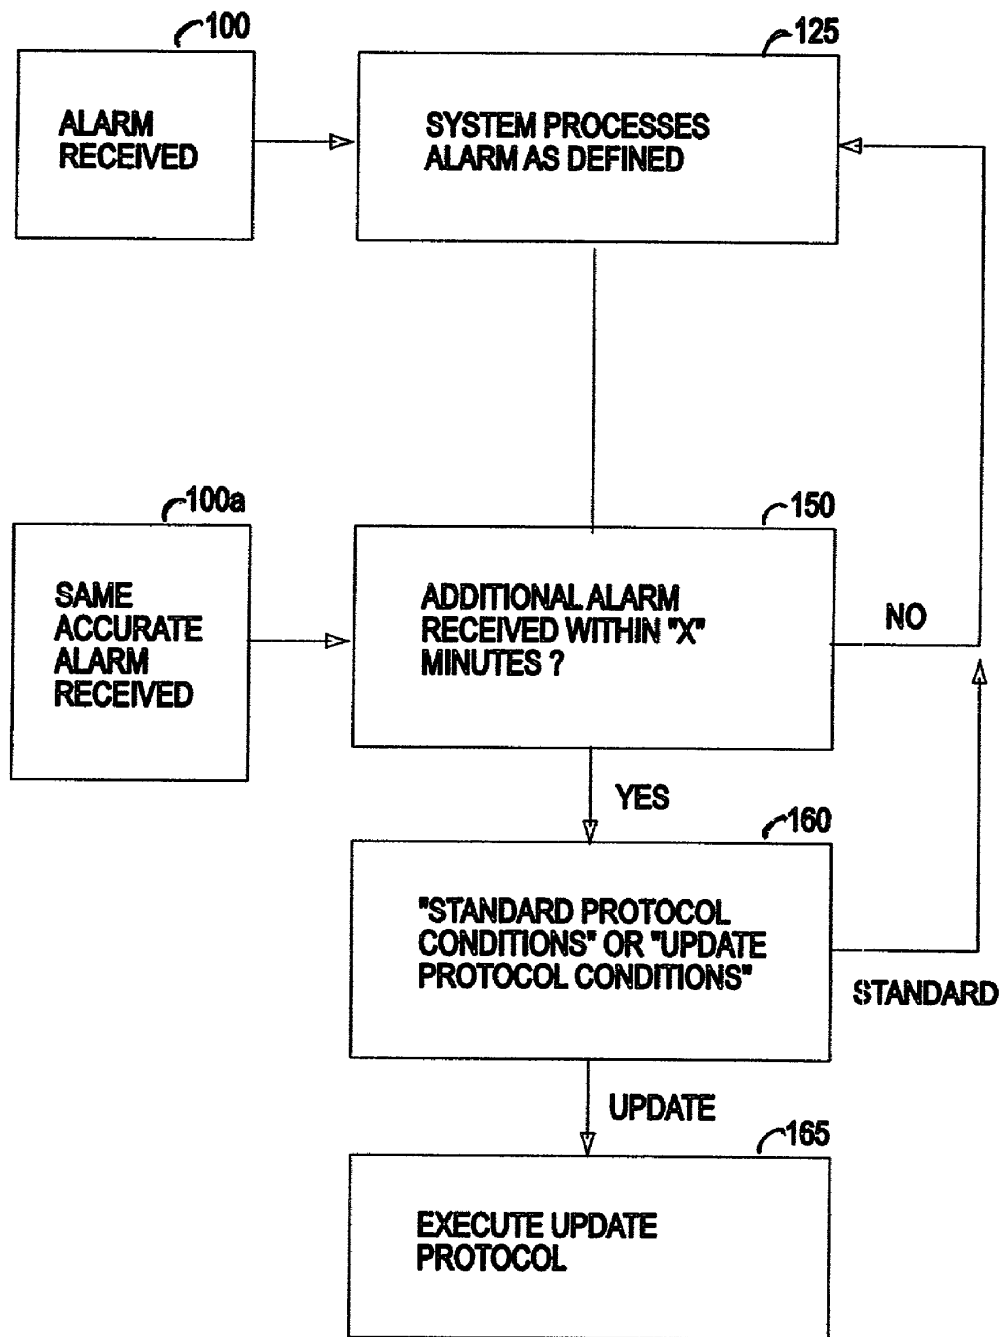 100
ALARM
RECEIVED
125
SYSTEM PROCESSES
ALARM AS DEFINED
100a
SAME
ACCURATE
ALARM
RECEIVED
150
ADDITIONAL ALARM
RECEIVED WITHIN "X"
MINUTES ?
NO
YES
160
"STANDARD PROTOCOL
CONDITIONS" OR "UPDATE
PROTOCOL CONDITIONS"
STANDARD
UPDATE
165
EXECUTE UPDATE
PROTOCOL